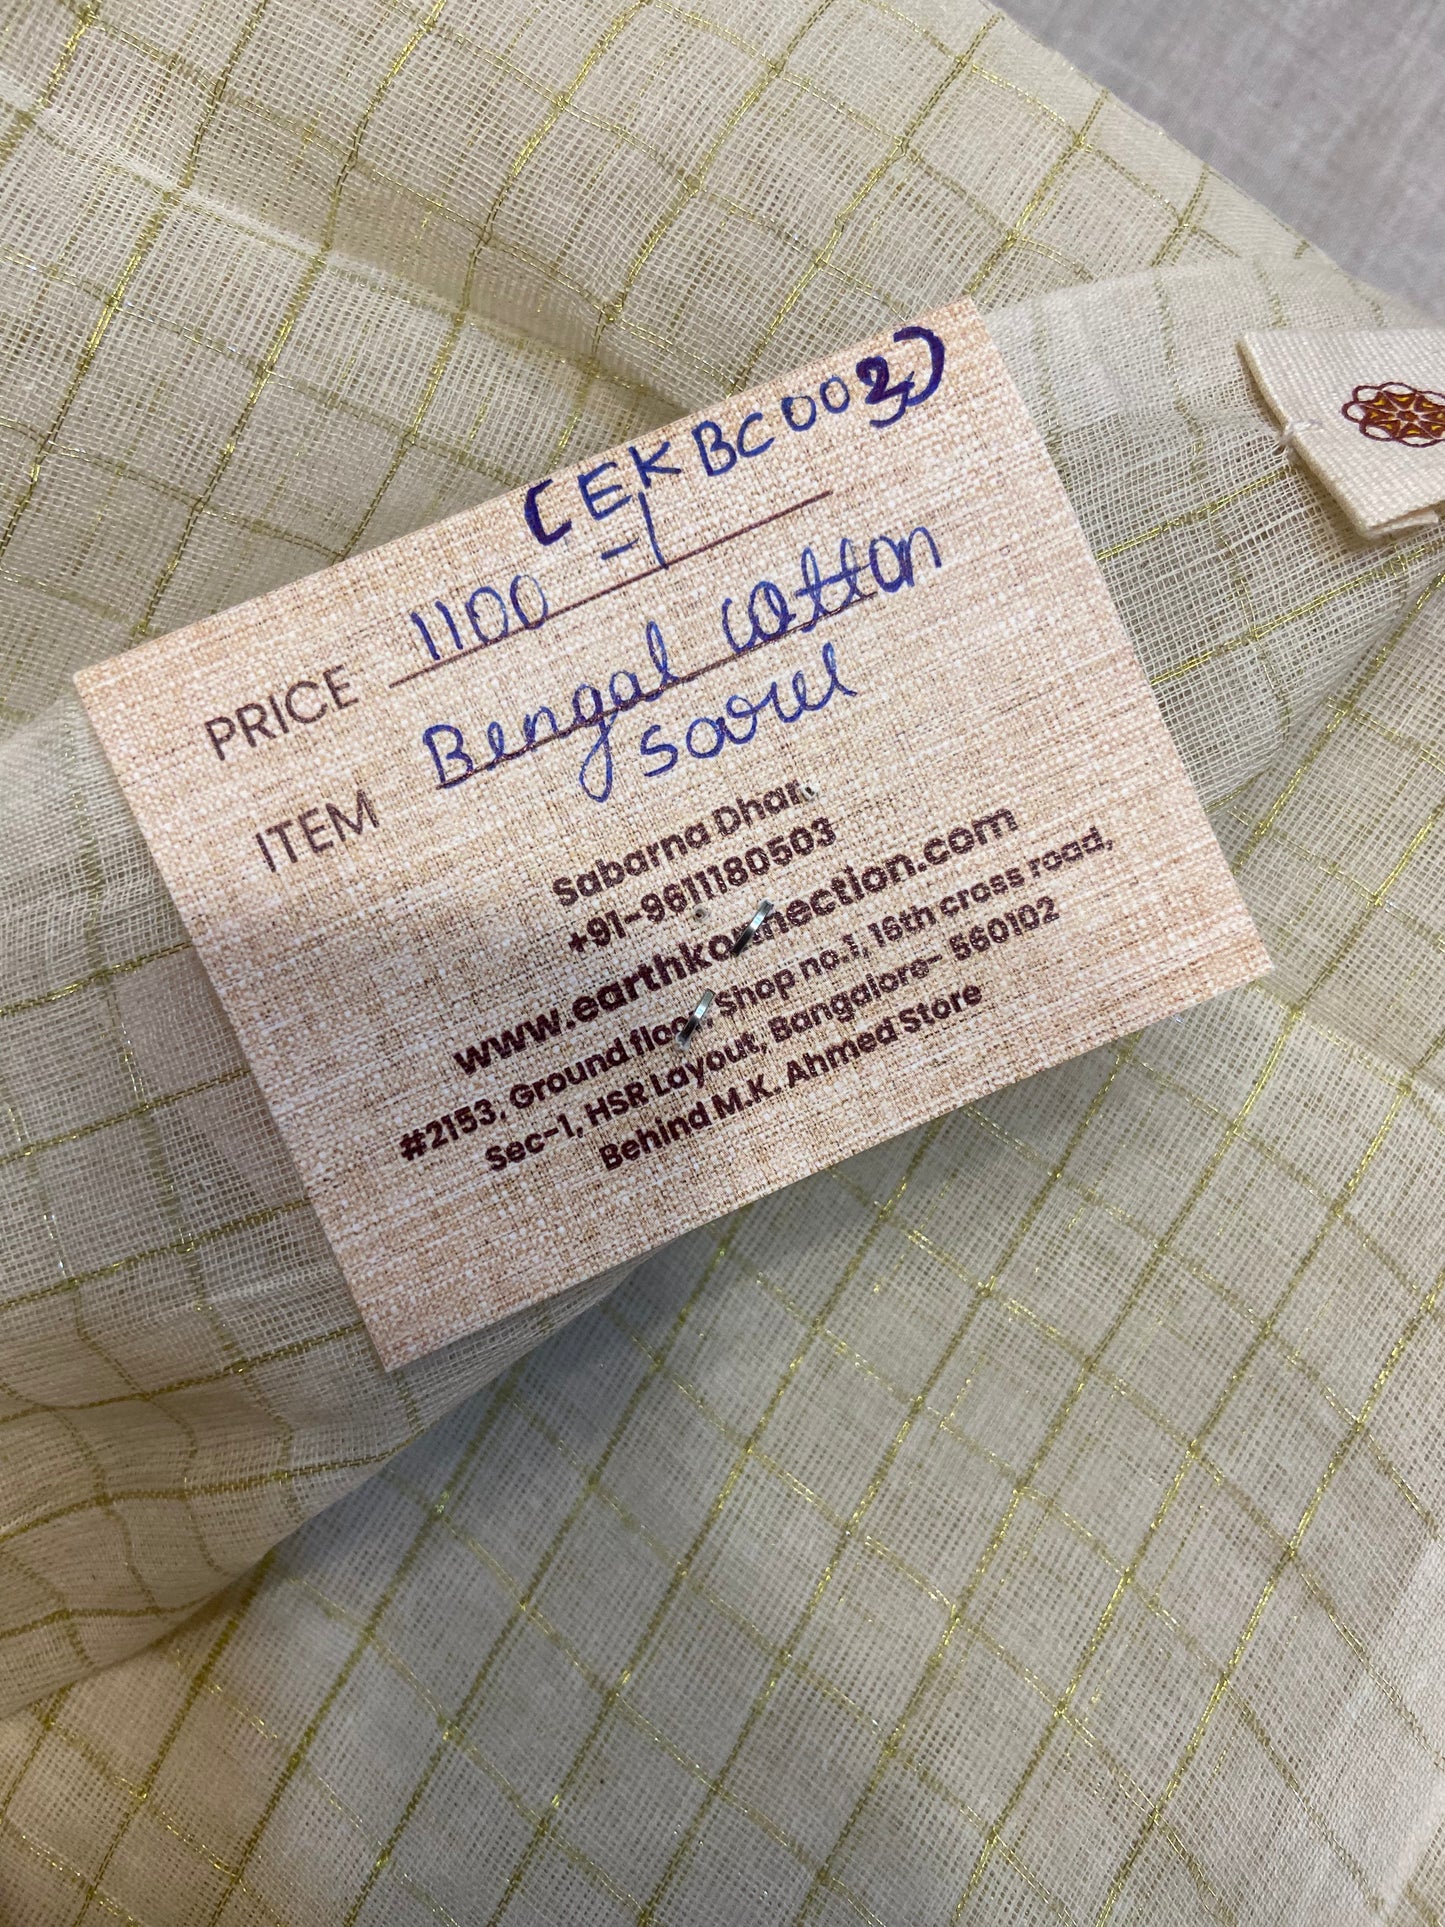 (EKBC003)
PRICE 1100 -/
ITEM Bengal Cotton
Saree
Sabarna Dhar
+91-9611180503
www.earthkonnection.com
#2153, Ground floor, Shop no.1, 16th cross road,
Sec-1, HSR Layout, Bangalore- 560102
Behind M.K. Ahmed Store